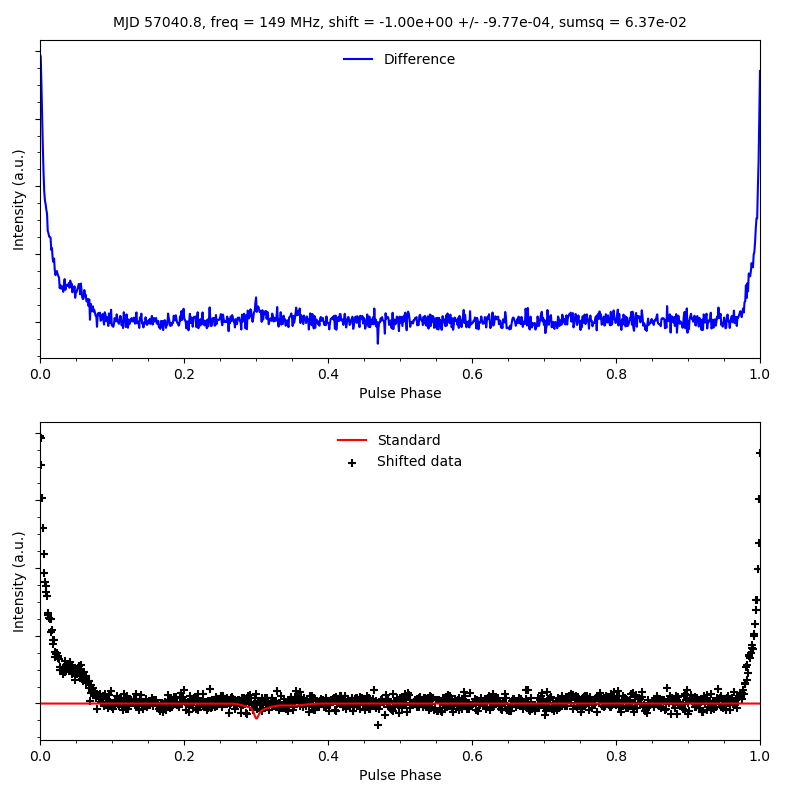 MJD 57040.8, freq = 149 MHz, shift = -1.00e+00 +/- -9.77e-04, sumsq = 6.37e-02
Difference
Intensity (a.u.)
0.0 0.2 0.4 0.6 0.8 1.0
Pulse Phase
Standard
Shifted data
Intensity (a.u.)
0.0 0.2 0.4 0.6 0.8 1.0
Pulse Phase